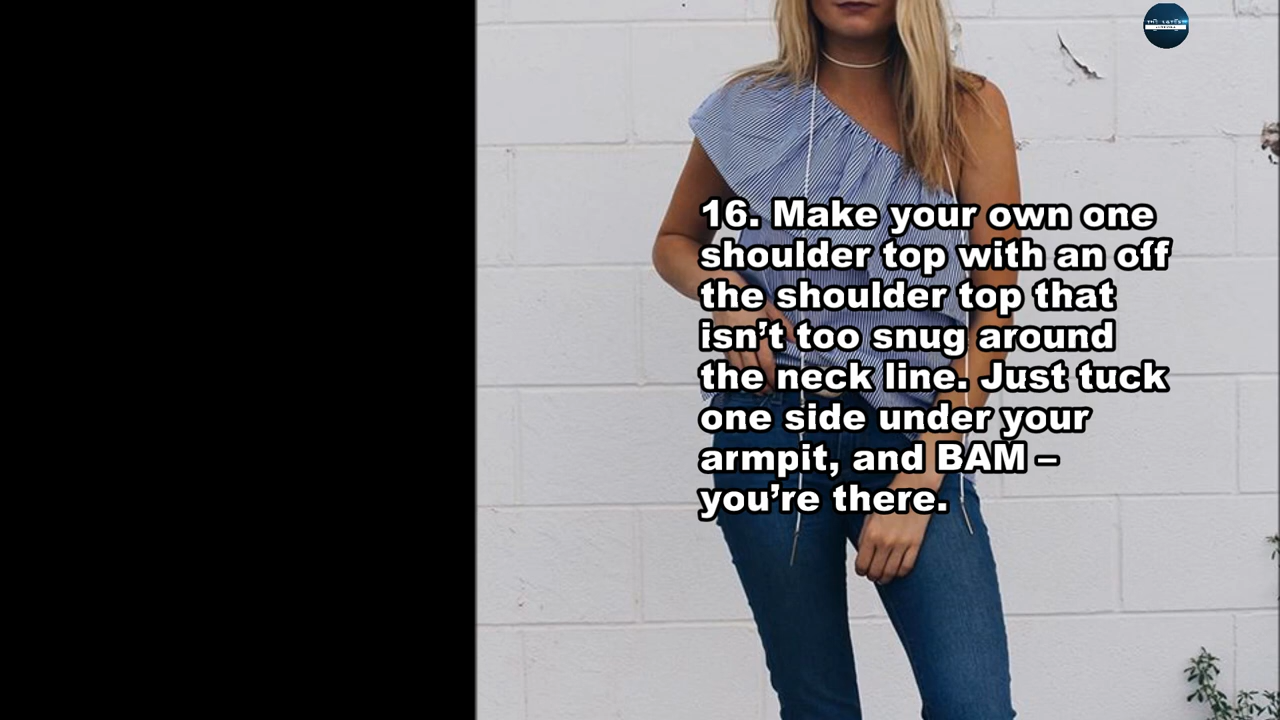 16. Make your own one
shoulder top with an off
the shoulder top that
isn’t too snug around
the neck line. Just tuck
one side under your
armpit, and BAM –
you’re there.